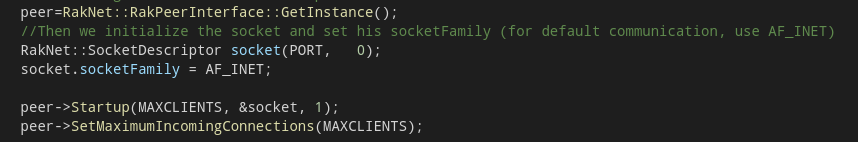 peer=RakNet::RakPeerInterface::GetInstance();
//Then we initialize the socket and set his socketFamily (for default communication, use AF_INET)
RakNet::SocketDescriptor socket(PORT,   0);
socket.socketFamily = AF_INET;
peer->Startup(MAXCLIENTS, &socket, 1);
peer->SetMaximumIncomingConnections(MAXCLIENTS);